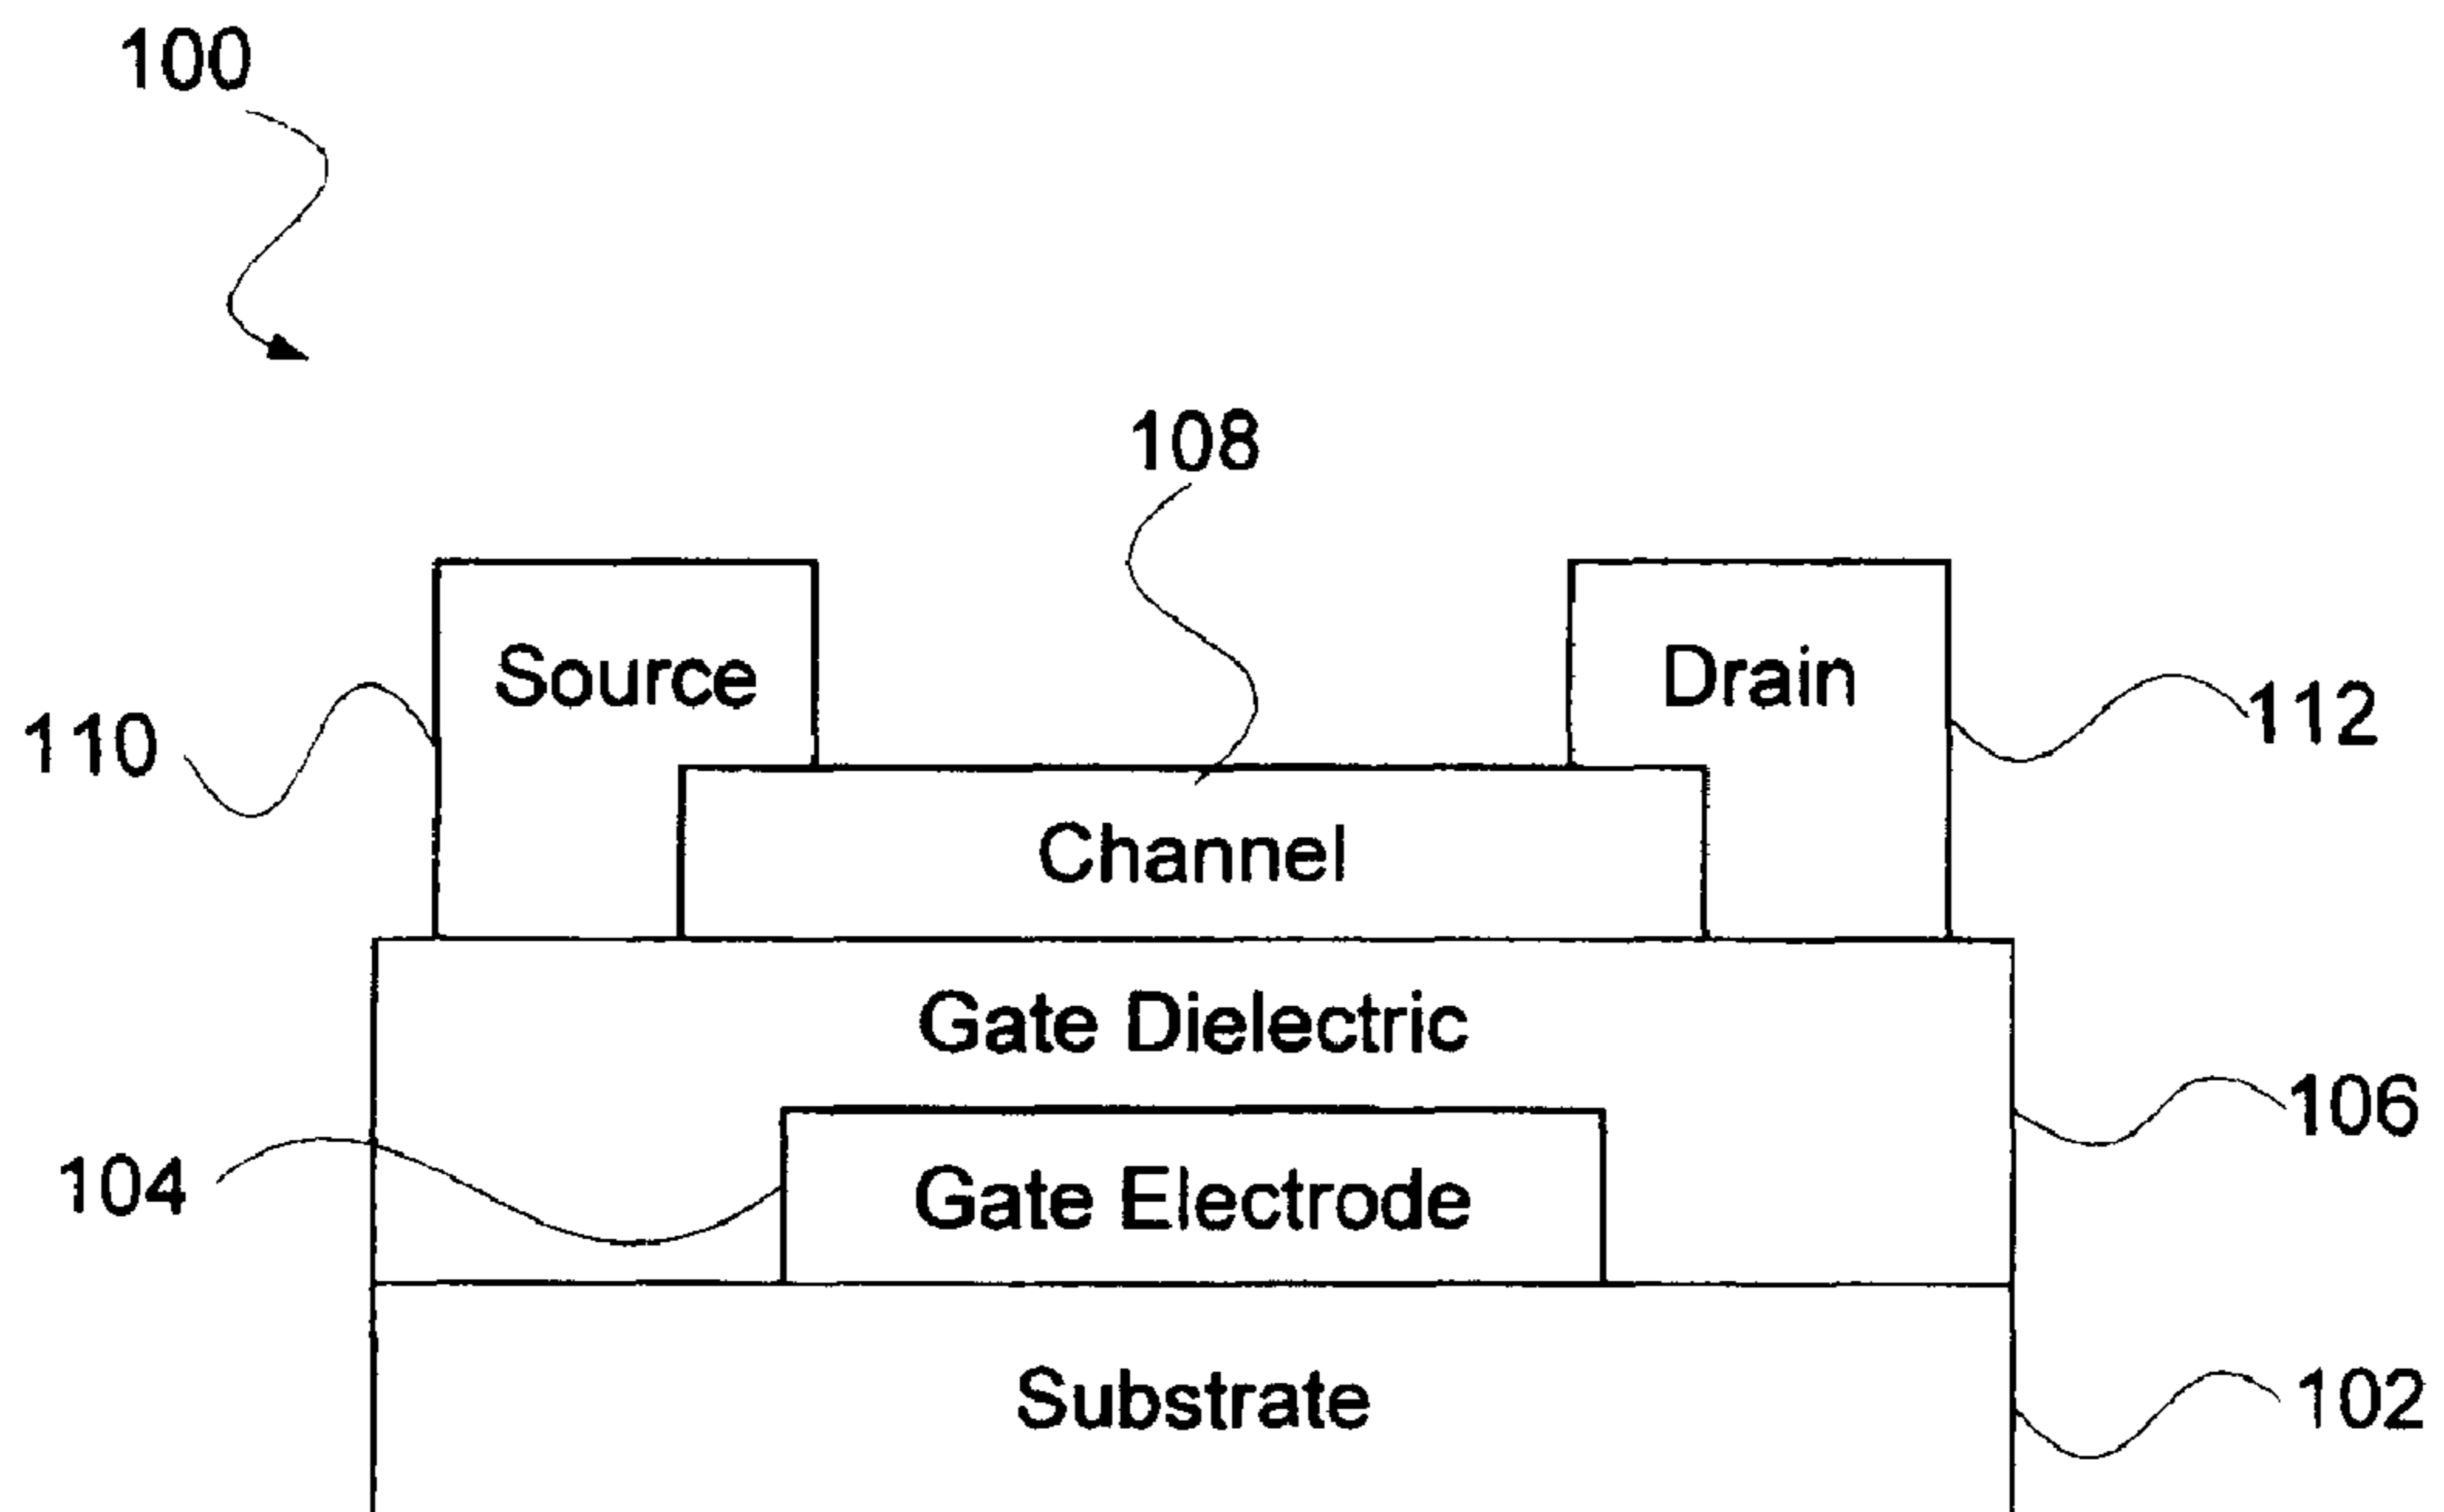 100
108
Source
Drain
110
112
Channel
Gate Dielectric
106
104
Gate Electrode
Substrate
102